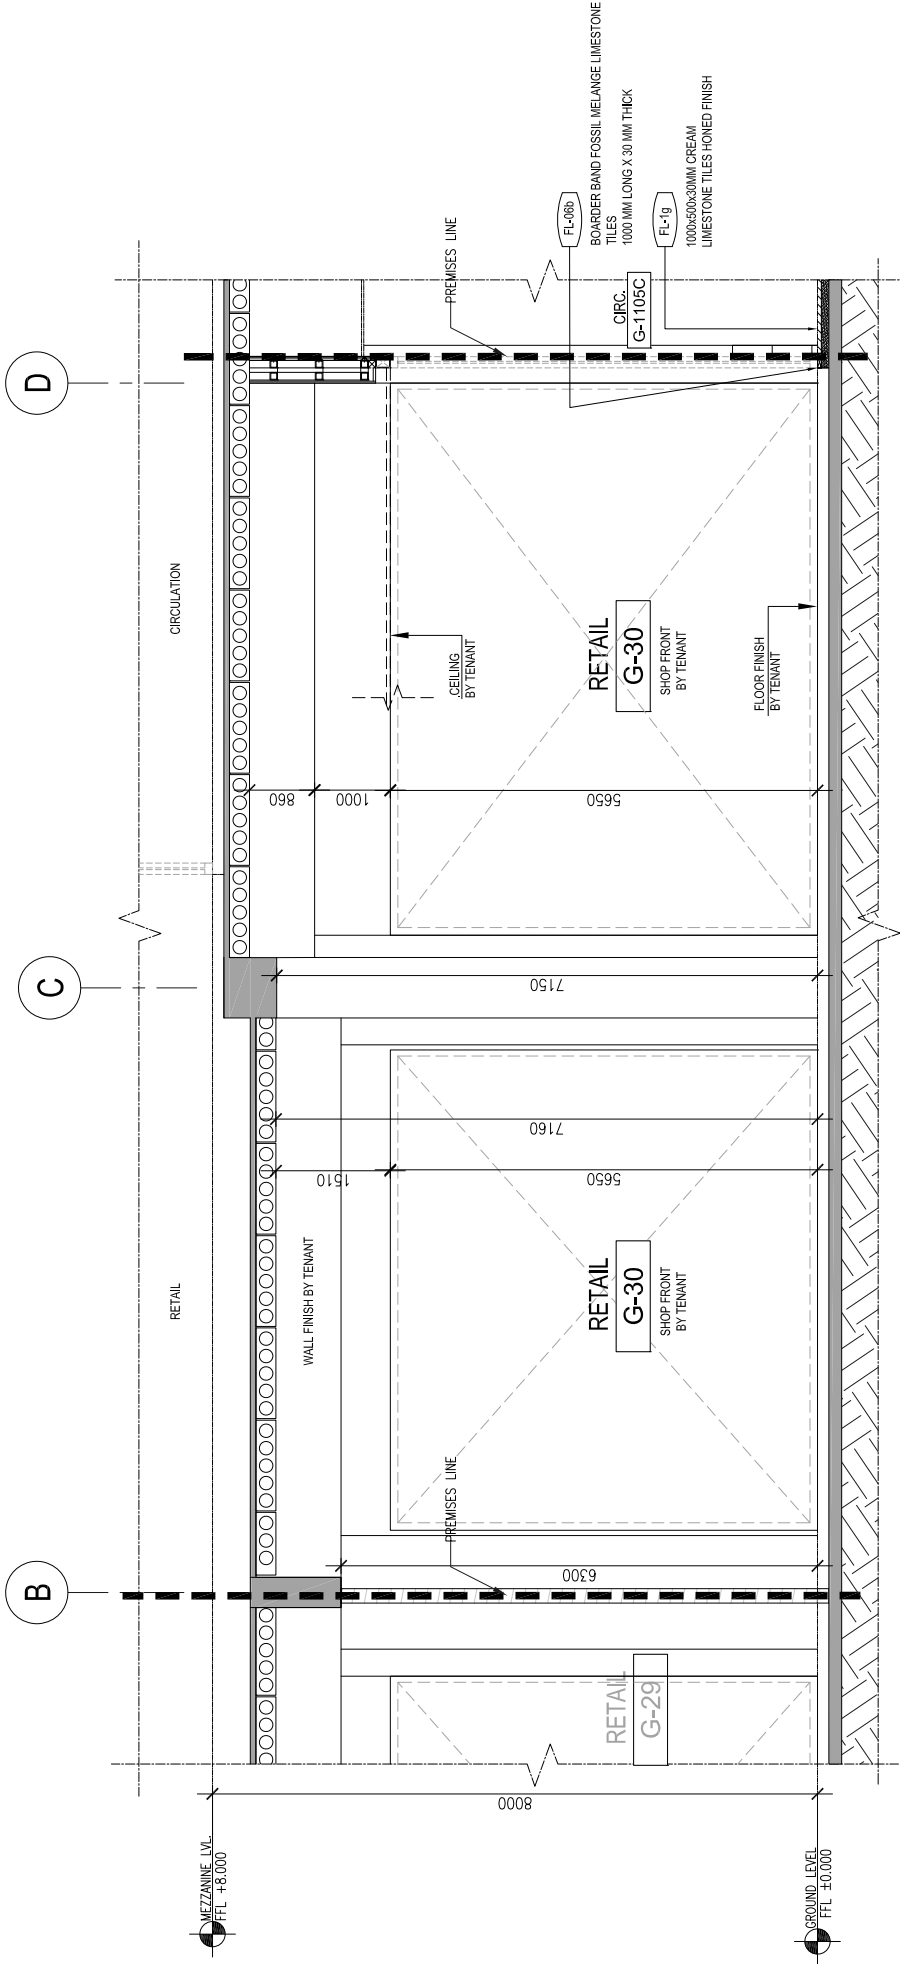 B
C
D
RETAIL
CIRCULATION
MEZZANINE LVL.
FFL +8.000
GROUND LEVEL
FFL ±0.000
8000
RETAIL
G-29
PREMISES LINE
6300
WALL FINISH BY TENANT
1510
5650
7160
RETAIL
G-30
SHOP FRONT
BY TENANT
7150
860
1000
5650
CEILING
BY TENANT
RETAIL
G-30
SHOP FRONT
BY TENANT
FLOOR FINISH
BY TENANT
PREMISES LINE
CIRC.
G-1105C
FL-06b
BOARDER BAND FOSSIL MELANGE LIMESTONE
TILES
1000 MM LONG X 30 MM THICK
FL-1g
1000x500x30MM CREAM
LIMESTONE TILES HONED FINISH